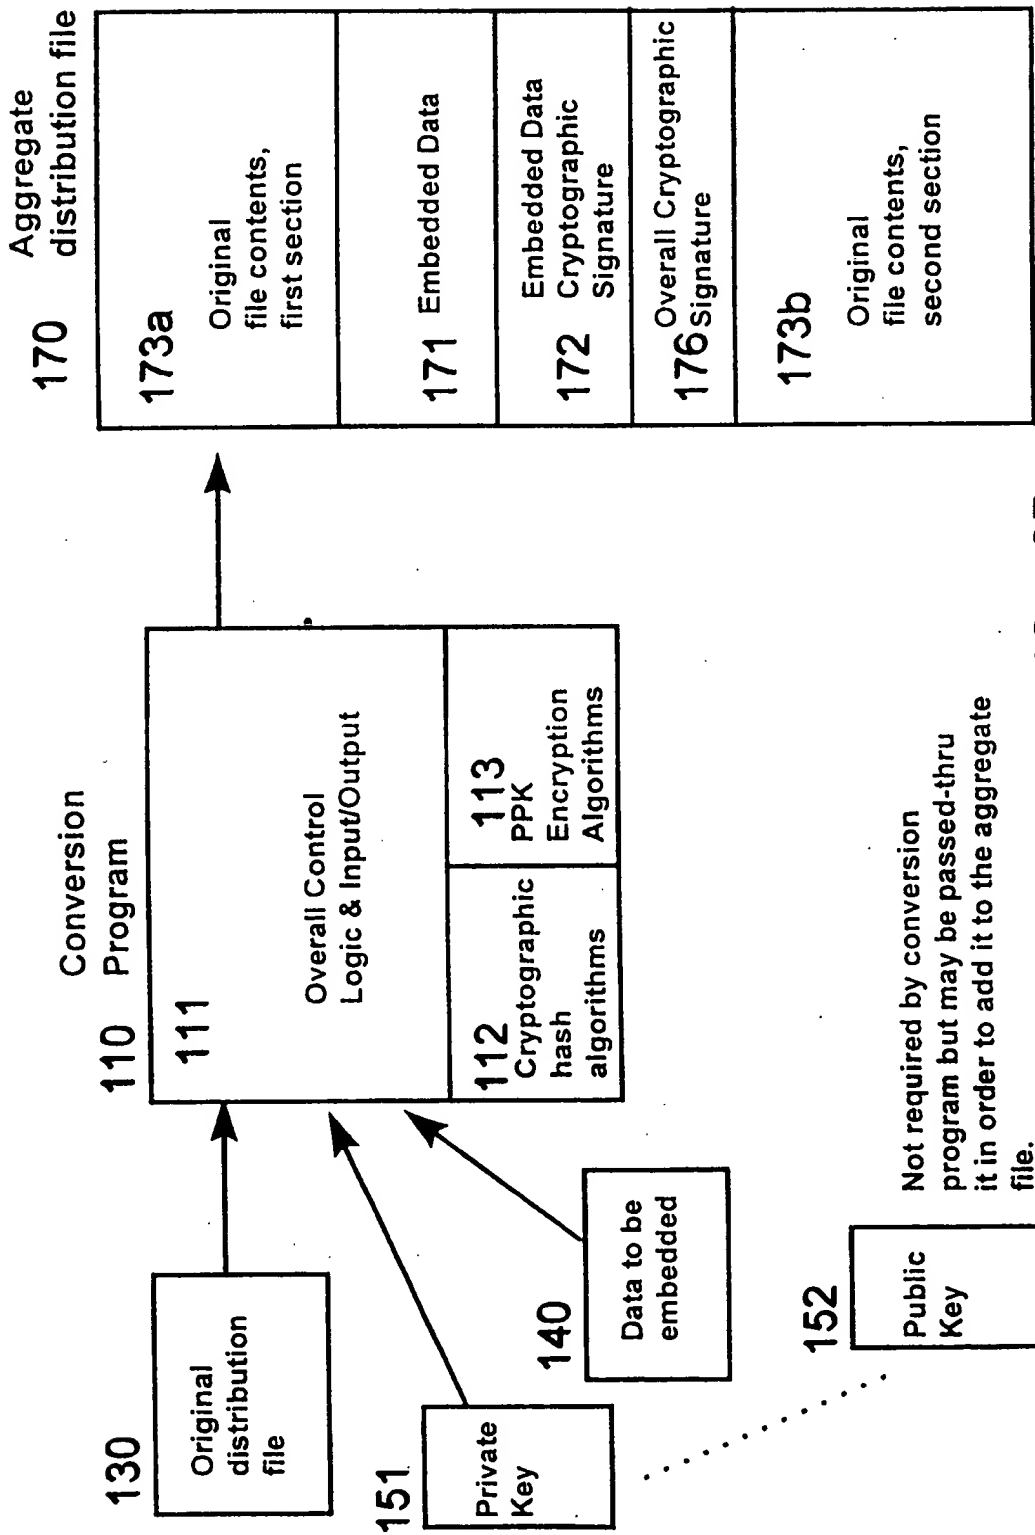 130
Original
distribution
file
151
Private
Key
140
Data to be
embedded
152
Public
Key
Not required by conversion
program but may be passed-thru
it in order to add it to the aggregate
file.
Conversion
110 Program
111
Overall Control
Logic & Input/Output
112
Cryptographic
hash
algorithms
113
PPK
Encryption
Algorithms
Aggregate
170 distribution file
173a
Original
file contents,
first section
171 Embedded Data
Embedded Data
172 Cryptographic
Signature
Overall Cryptographic
176 Signature
173b
Original
file contents,
second section